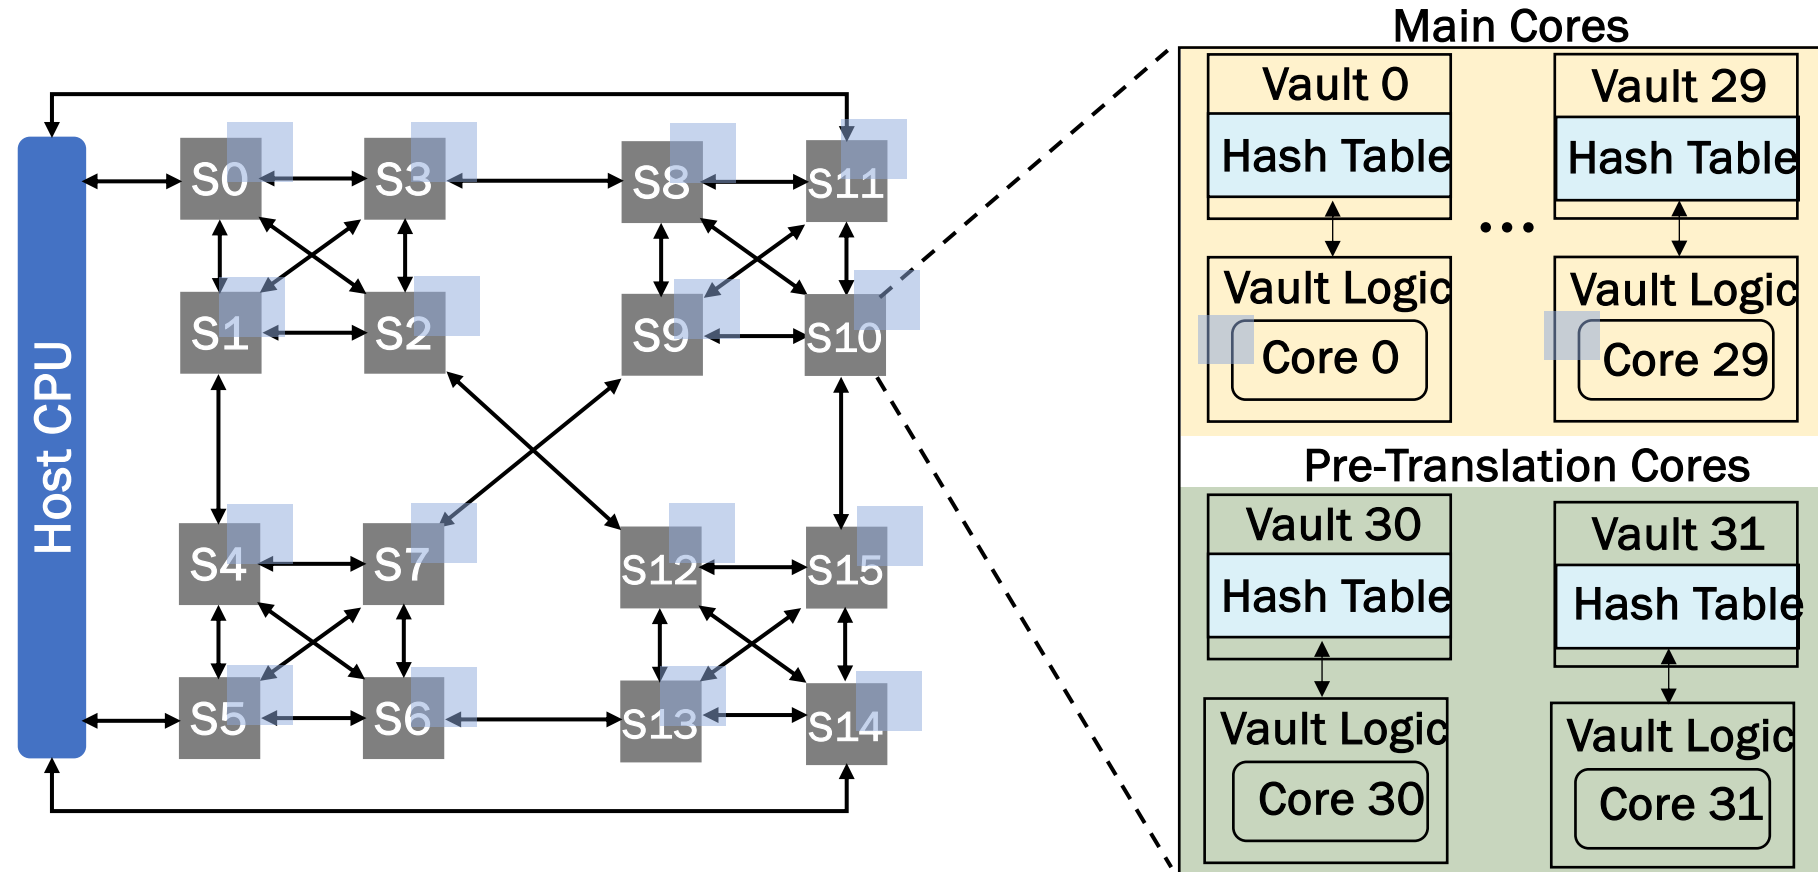 Host CPU
S0
S3
S8
S11
S1
S2
S9
S10
S4
S7
S12
S15
S5
S6
S13
S14
Main Cores
Vault 0
Hash Table
Vault Logic
Core 0
...
Vault 29
Hash Table
Vault Logic
Core 29
Pre-Translation Cores
Vault 30
Hash Table
Vault Logic
Core 30
Vault 31
Hash Table
Vault Logic
Core 31